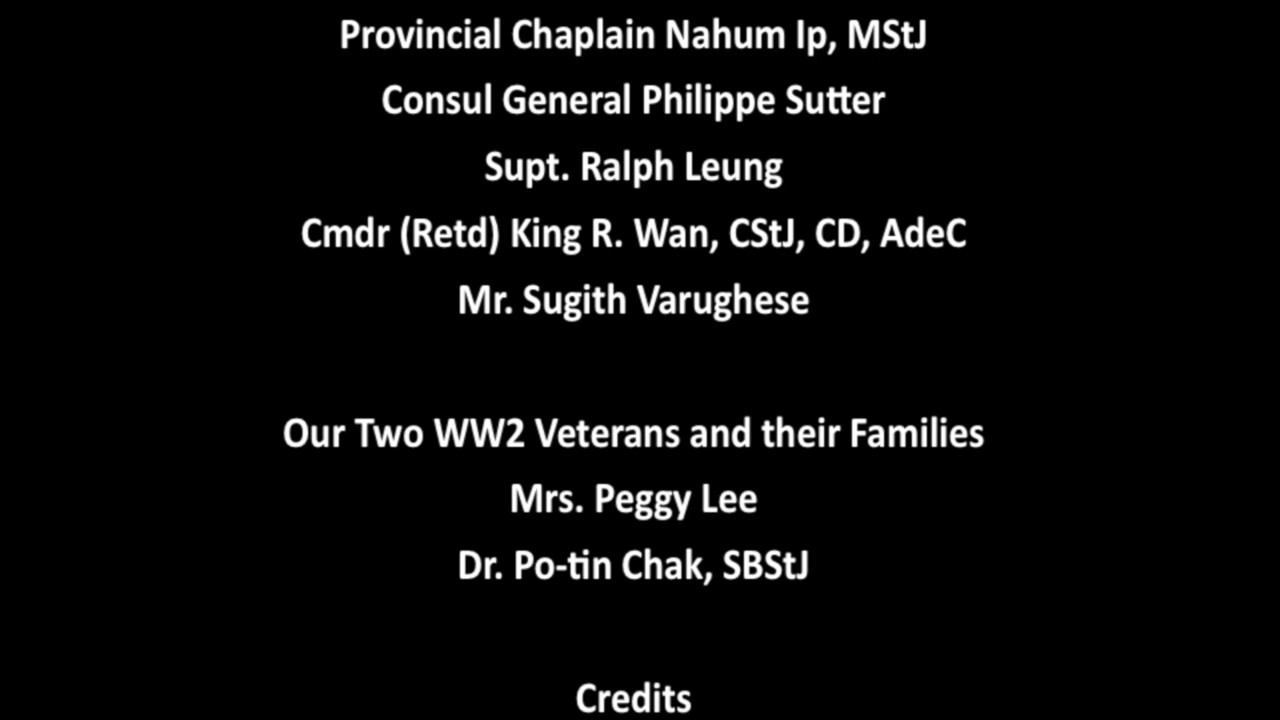 Provincial Chaplain Nahum Ip, MStJ
Consul General Philippe Sutter
Supt. Ralph Leung
Cmdr (Retd) King R. Wan, CStJ, CD, AdeC
Mr. Sugith Varughese
Our Two WW2 Veterans and their Families
Mrs. Peggy Lee
Dr. Po-tin Chak, SBStJ
Credits